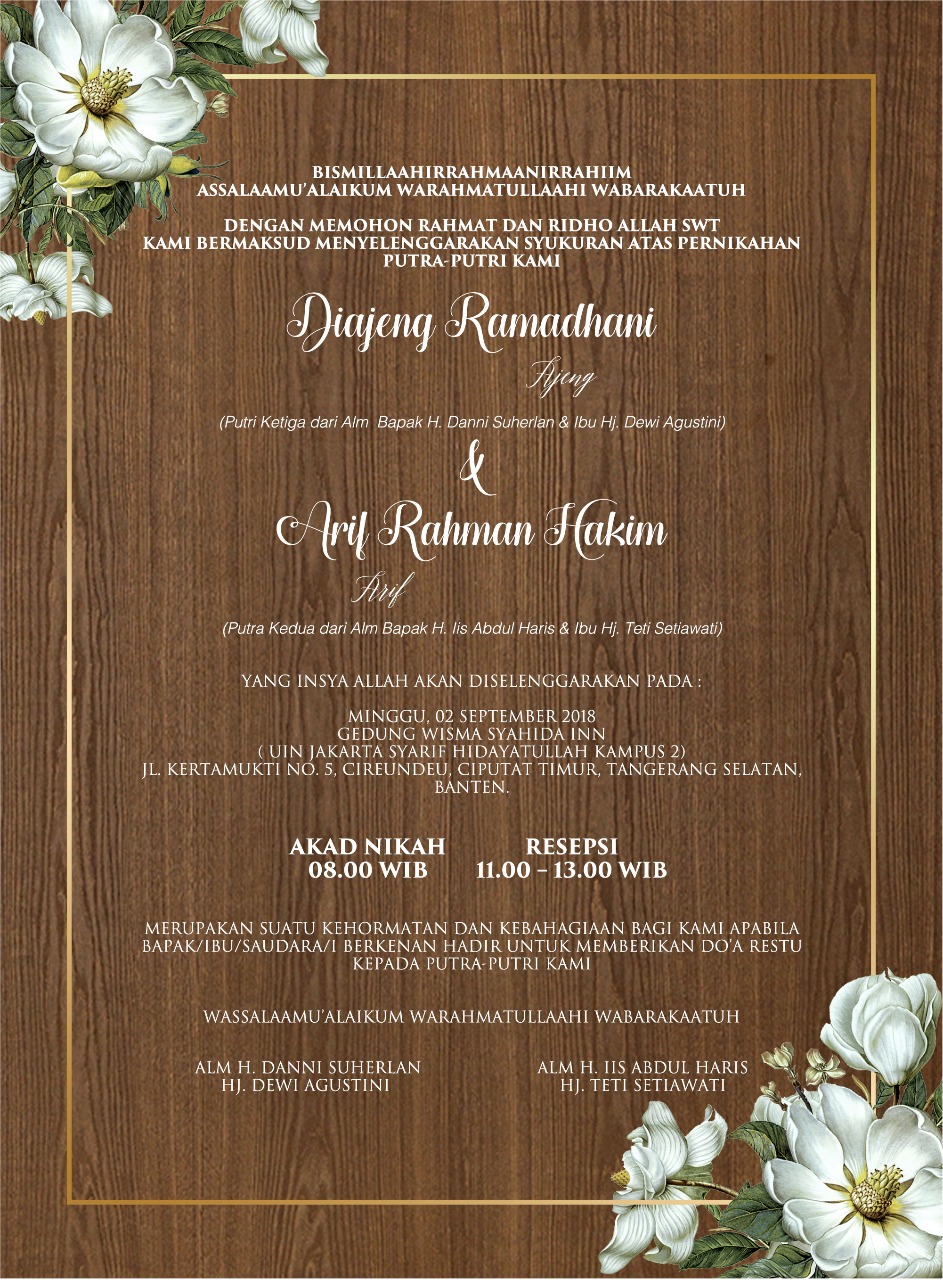 BISMILLAAHIRRAHMAANIRRAHIIM
ASSALAAMU'ALAIKUM WARAHMATULLAAHI WABARAKAATUH
DENGAN MEMOHON RAHMAT DAN RIDHO ALLAH SWT
KAMI BERMAKSUD MENYELENGGARAKAN SYUKURAN ATAS PERNIKAHAN
PUTRA-PUTRI KAMI
Diajeng Ramadhani
Ajeng
(Putri Ketiga dari Alm Bapak H. Danni Suherlan & Ibu Hj. Dewi Agustini)
&
Arif Rahman Hakim
Arif
(Putra Kedua dari Alm Bapak H. Iis Abdul Haris & Ibu Hj. Teti Setiawati)
YANG INSYA ALLAH AKAN DISELENGGARAKAN PADA :
MINGGU, 02 SEPTEMBER 2018
GEDUNG WISMA SYAHIDA INN
( UIN JAKARTA SYARIF HIDAYATULLAH KAMPUS 2)
JL. KERTAMUKTI NO. 5, CIREUNDEU, CIPUTAT TIMUR, TANGERANG SELATAN,
BANTEN.
AKAD NIKAH RESEPSI
08.00 WIB 11.00 – 13.00 WIB
MERUPAKAN SUATU KEHORMATAN DAN KEBAHAGIAAN BAGI KAMI APABILA
BAPAK/IBU/SAUDARA/I BERKENAN HADIR UNTUK MEMBERIKAN DO'A RESTU
KEPADA PUTRA-PUTRI KAMI
WASSALAAMU'ALAIKUM WARAHMATULLAAHI WABARAKAATUH
ALM H. DANNI SUHERLAN ALM H. IIS ABDUL HARIS
HJ. DEWI AGUSTINI HJ. TETI SETIAWATI